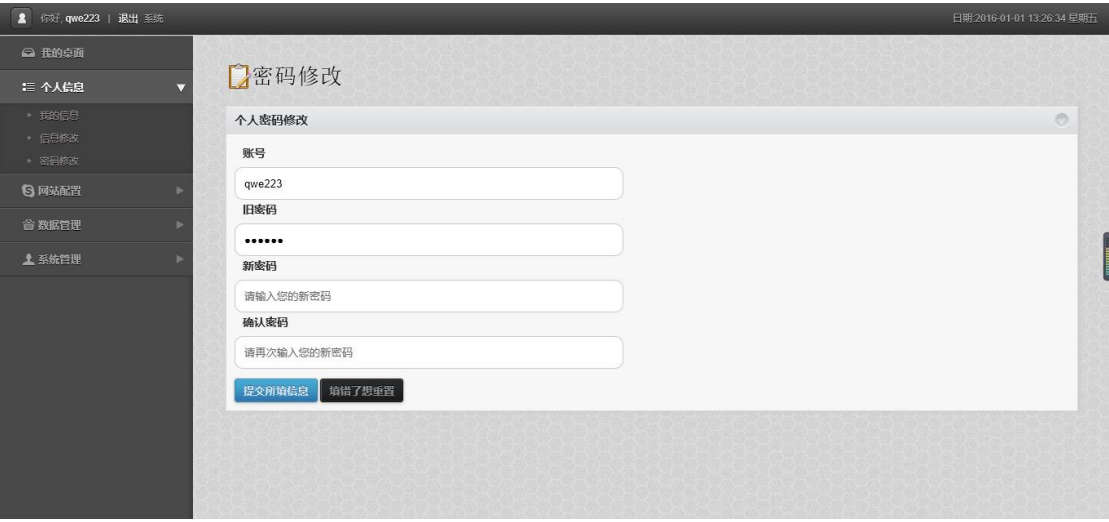 你好, qwe223 | 退出 系统
日期:2016-01-01 13:26:34 星期五
我的桌面
个人信息
我的信息
信息修改
密码修改
网站配置
数据管理
系统管理
密码修改
个人密码修改
账号
qwe223
旧密码
••••••
新密码
请输入您的新密码
确认密码
请再次输入您的新密码
提交所填信息 填错了想重置